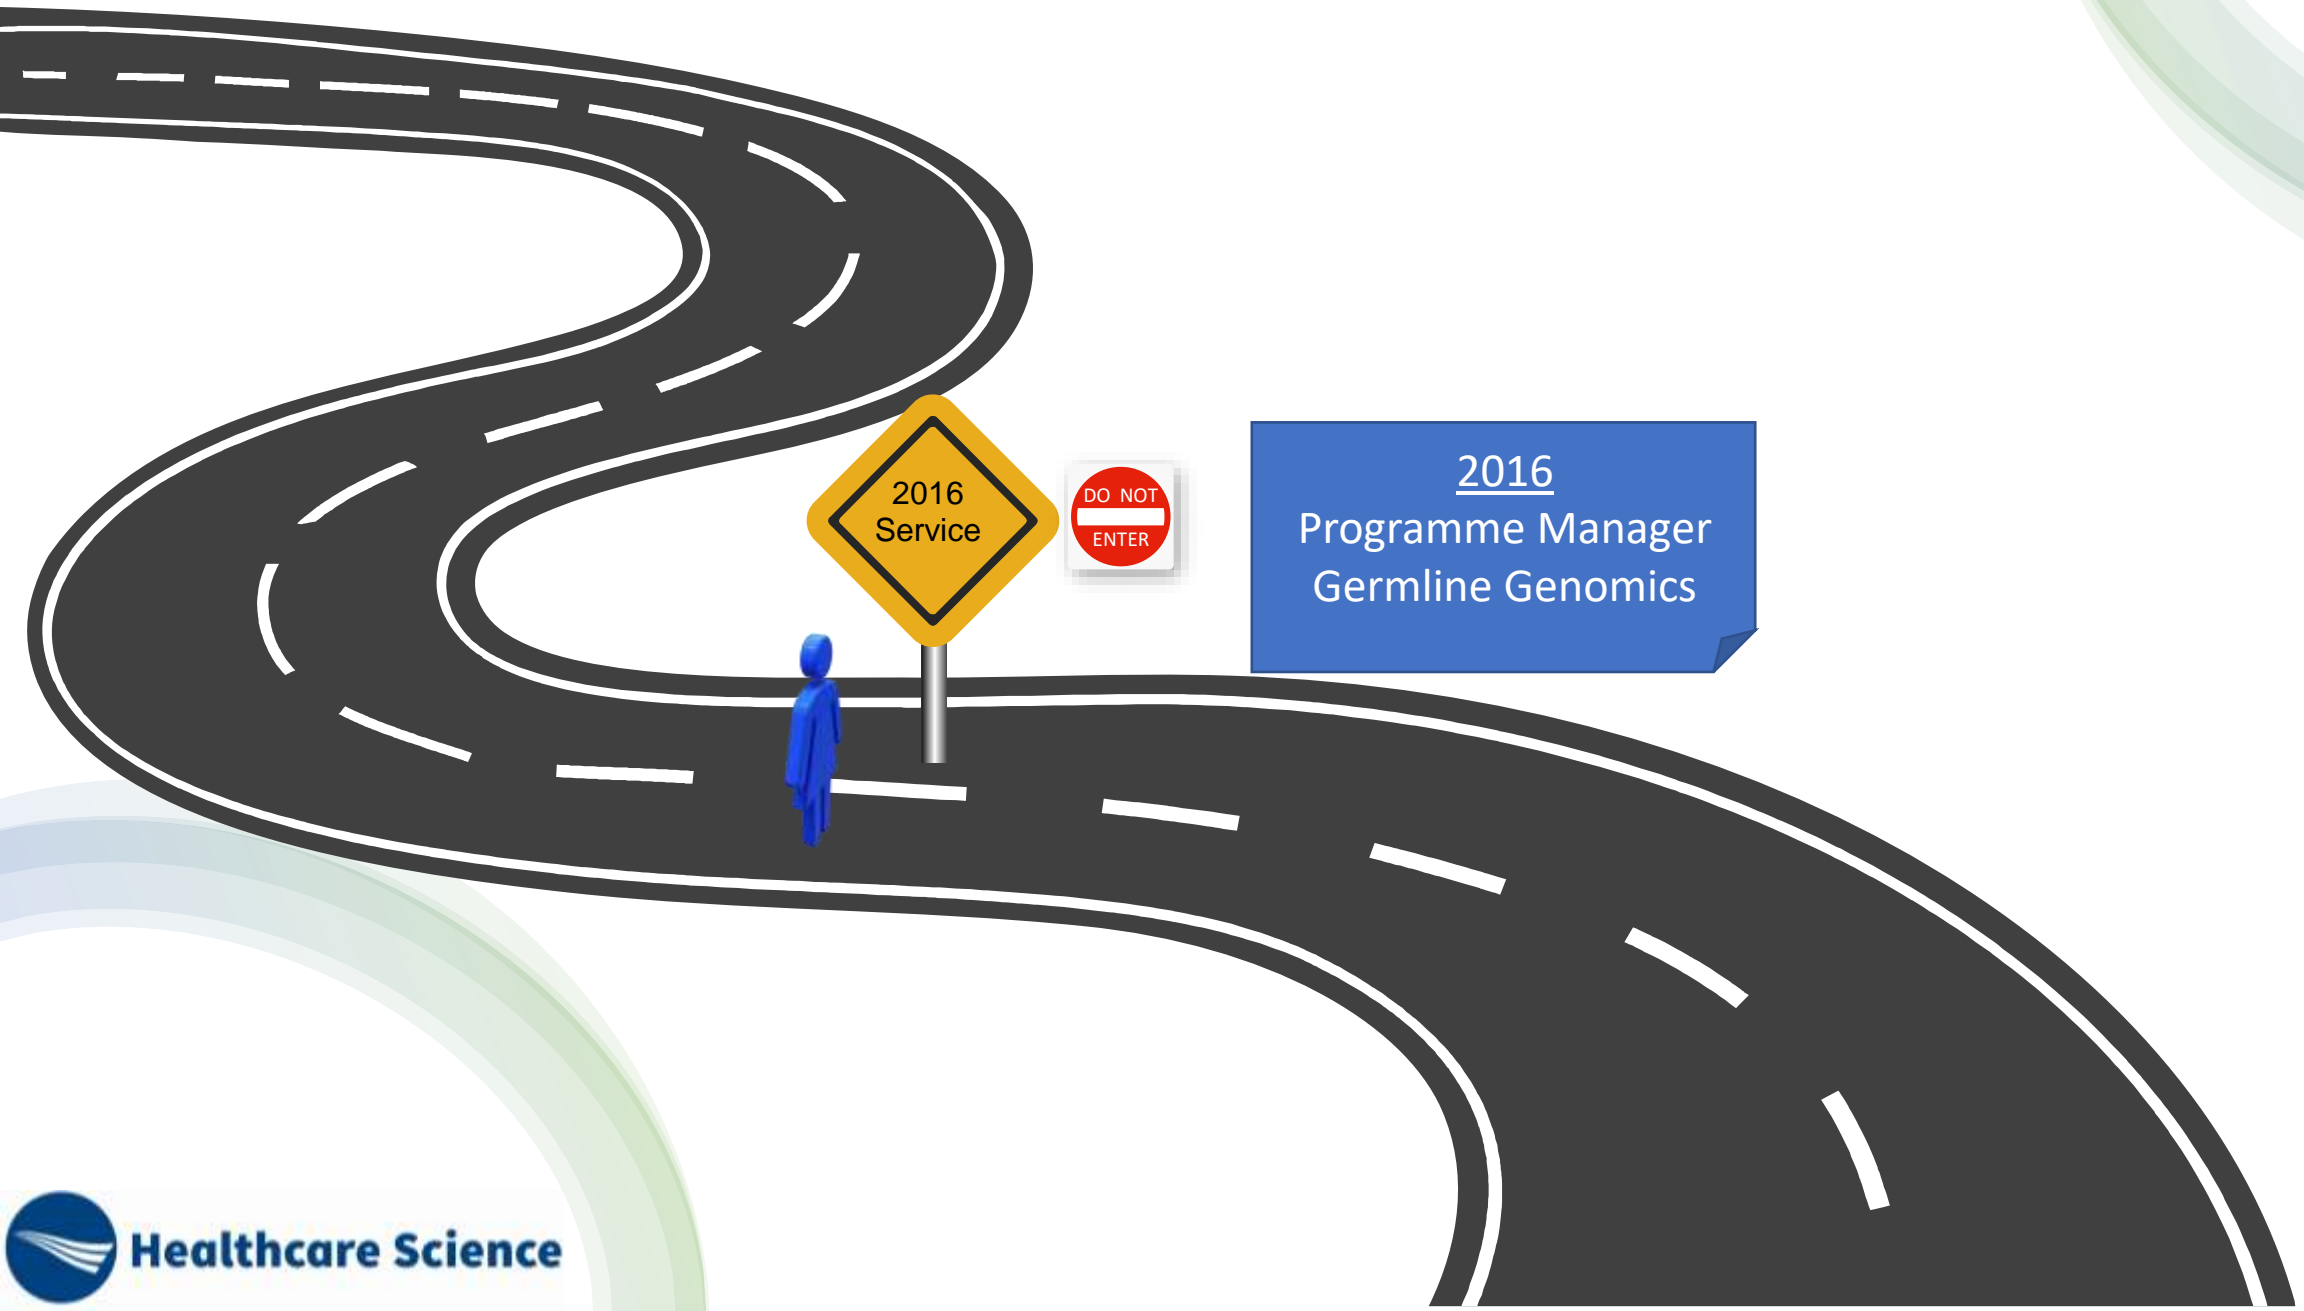 2016
Service
DO NOT
ENTER
2016
Programme Manager
Germline Genomics
Healthcare Science